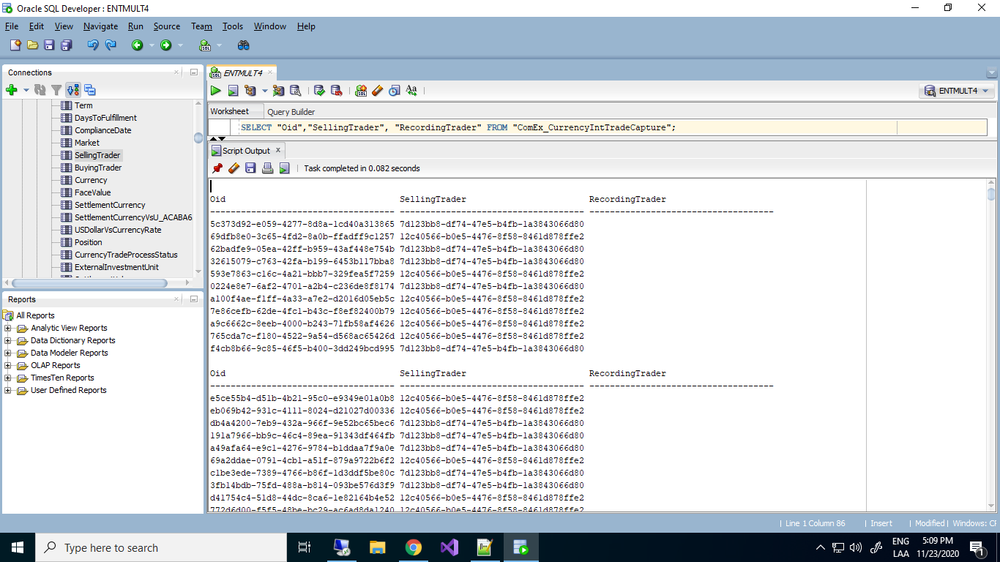 Oracle SQL Developer : ENTMULT4
File Edit View Navigate Run Source Team Tools Window Help
Connections
Term
DaysToFulfillment
ComplianceDate
Market
SellingTrader
BuyingTrader
Currency
FaceValue
SettlementCurrency
SettlementCurrencyVsU_ACABA6
USDollarVsCurrencyRate
Position
CurrencyTradeProcessStatus
ExternalInvestmentUnit
Reports
All Reports
Analytic View Reports
Data Dictionary Reports
Data Modeler Reports
OLAP Reports
TimesTen Reports
User Defined Reports
ENTMULT4
ENTMULT4
Worksheet Query Builder
SELECT "Oid","SellingTrader", "RecordingTrader" FROM "ComEx_CurrencyIntTradeCapture";
Script Output
Task completed in 0.082 seconds
Oid SellingTrader RecordingTrader
------------------------------------ ------------------------------------ ------------------------------------
5c373d92-e059-4277-8d8a-1cd40a313865 7d123bb8-df74-47e5-b4fb-1a3843066d80
69dfb8e0-3c65-4fd2-8a0b-ffadff9c1257 12c40566-b0e5-4476-8f58-8461d878ffe2
62badfe9-05ea-42ff-b959-43af448e754b 7d123bb8-df74-47e5-b4fb-1a3843066d80
32615079-c763-42fa-b199-6453b117bba8 7d123bb8-df74-47e5-b4fb-1a3843066d80
593e7863-c16c-4a21-bbb7-329fea5f7259 12c40566-b0e5-4476-8f58-8461d878ffe2
0224e8e7-6af2-4701-a2b4-c236de8f8174 7d123bb8-df74-47e5-b4fb-1a3843066d80
a100f4ae-f1ff-4a33-a7e2-d2016d05eb5c 12c40566-b0e5-4476-8f58-8461d878ffe2
7e86cefb-62de-4fc1-b43c-f8ef82400b79 12c40566-b0e5-4476-8f58-8461d878ffe2
a9c6662c-8eeb-4000-b243-71fb58af4626 12c40566-b0e5-4476-8f58-8461d878ffe2
765cda7c-f180-4522-9a54-d568ac65426d 12c40566-b0e5-4476-8f58-8461d878ffe2
f4cb8b66-9c85-46f5-b400-3dd249bcd995 7d123bb8-df74-47e5-b4fb-1a3843066d80
Oid SellingTrader RecordingTrader
------------------------------------ ------------------------------------ ------------------------------------
e5ce55b4-d51b-4b21-95c0-e9349e01a0b8 12c40566-b0e5-4476-8f58-8461d878ffe2
eb069b42-931c-4111-8024-d21027d00336 12c40566-b0e5-4476-8f58-8461d878ffe2
db4a4200-7eb9-432a-966f-9e52bc65bec6 7d123bb8-df74-47e5-b4fb-1a3843066d80
191a7966-bb9c-46c4-89ea-91343df464fb 7d123bb8-df74-47e5-b4fb-1a3843066d80
a49afa64-e9c1-4276-9784-b1ddaa7f9a0e 7d123bb8-df74-47e5-b4fb-1a3843066d80
69a2ddae-0791-4cb1-a51f-879a9722b6f2 12c40566-b0e5-4476-8f58-8461d878ffe2
c1be3ede-7389-4766-b86f-1d3ddf5be80c 7d123bb8-df74-47e5-b4fb-1a3843066d80
3fb14bdb-75fd-488a-b814-093be576d3f9 7d123bb8-df74-47e5-b4fb-1a3843066d80
d41754c4-51d8-44dc-8ca6-1e82164b4e52 12c40566-b0e5-4476-8f58-8461d878ffe2
772d6d00-f5f5-48be-bc29-ac6ad8da1240 12c40566-b0e5-4476-8f58-8461d878ffe2
Line 1 Column 86 Insert Modified Windows: CF
Type here to search
ENG 5:09 PM
LAA 11/23/2020
1